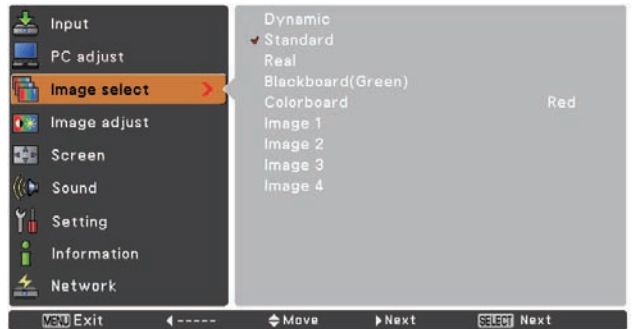 Input
PC adjust
Image select
Image adjust
Screen
Sound
Setting
Information
Network
Dynamic
Standard
Real
Blackboard(Green)
Colorboard Red
Image 1
Image 2
Image 3
Image 4
MENU Exit ◀----- Move ▶Next SELECT Next